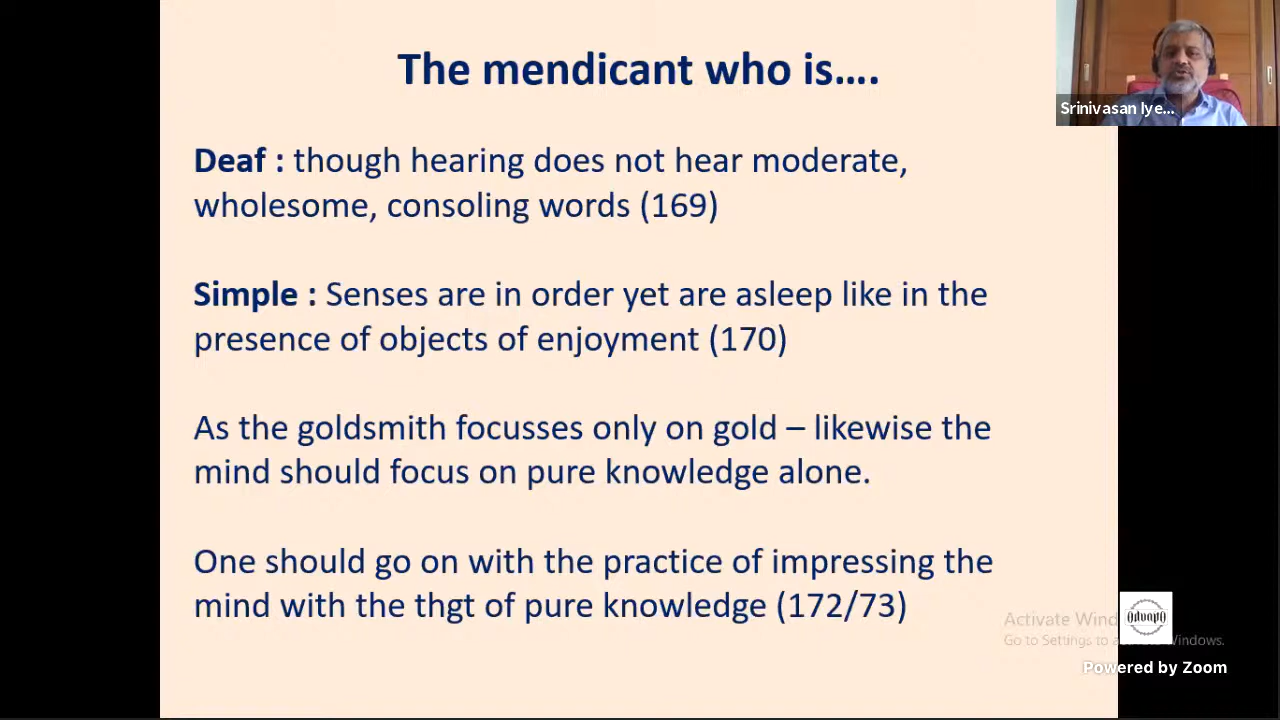 The mendicant who is….
Srinivasan Iye...
Deaf : though hearing does not hear moderate,
wholesome, consoling words (169)
Simple : Senses are in order yet are asleep like in the
presence of objects of enjoyment (170)
As the goldsmith focusses only on gold – likewise the
mind should focus on pure knowledge alone.
One should go on with the practice of impressing the
mind with the thgt of pure knowledge (172/73)
Activate Wind
Go to Settings to a Windows.
Powered by Zoom